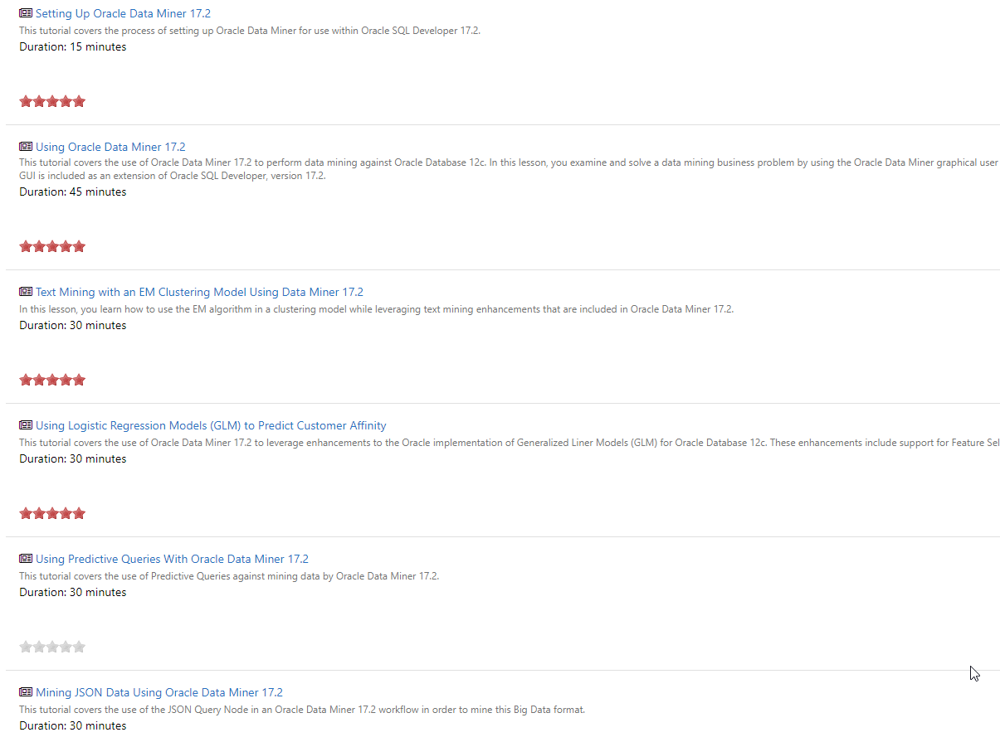 Setting Up Oracle Data Miner 17.2
This tutorial covers the process of setting up Oracle Data Miner for use within Oracle SQL Developer 17.2.
Duration: 15 minutes
Using Oracle Data Miner 17.2
This tutorial covers the use of Oracle Data Miner 17.2 to perform data mining against Oracle Database 12c. In this lesson, you examine and solve a data mining business problem by using the Oracle Data Miner graphical user
GUI is included as an extension of Oracle SQL Developer, version 17.2.
Duration: 45 minutes
Text Mining with an EM Clustering Model Using Data Miner 17.2
In this lesson, you learn how to use the EM algorithm in a clustering model while leveraging text mining enhancements that are included in Oracle Data Miner 17.2.
Duration: 30 minutes
Using Logistic Regression Models (GLM) to Predict Customer Affinity
This tutorial covers the use of Oracle Data Miner 17.2 to leverage enhancements to the Oracle implementation of Generalized Liner Models (GLM) for Oracle Database 12c. These enhancements include support for Feature Sel
Duration: 30 minutes
Using Predictive Queries With Oracle Data Miner 17.2
This tutorial covers the use of Predictive Queries against mining data by Oracle Data Miner 17.2.
Duration: 30 minutes
Mining JSON Data Using Oracle Data Miner 17.2
This tutorial covers the use of the JSON Query Node in an Oracle Data Miner 17.2 workflow in order to mine this Big Data format.
Duration: 30 minutes